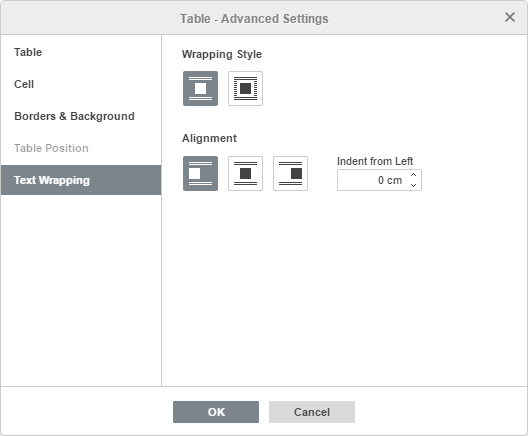 Table - Advanced Settings
Table
Cell
Borders & Background
Table Position
Text Wrapping
Wrapping Style
Alignment
Indent from Left
0 cm
OK
Cancel